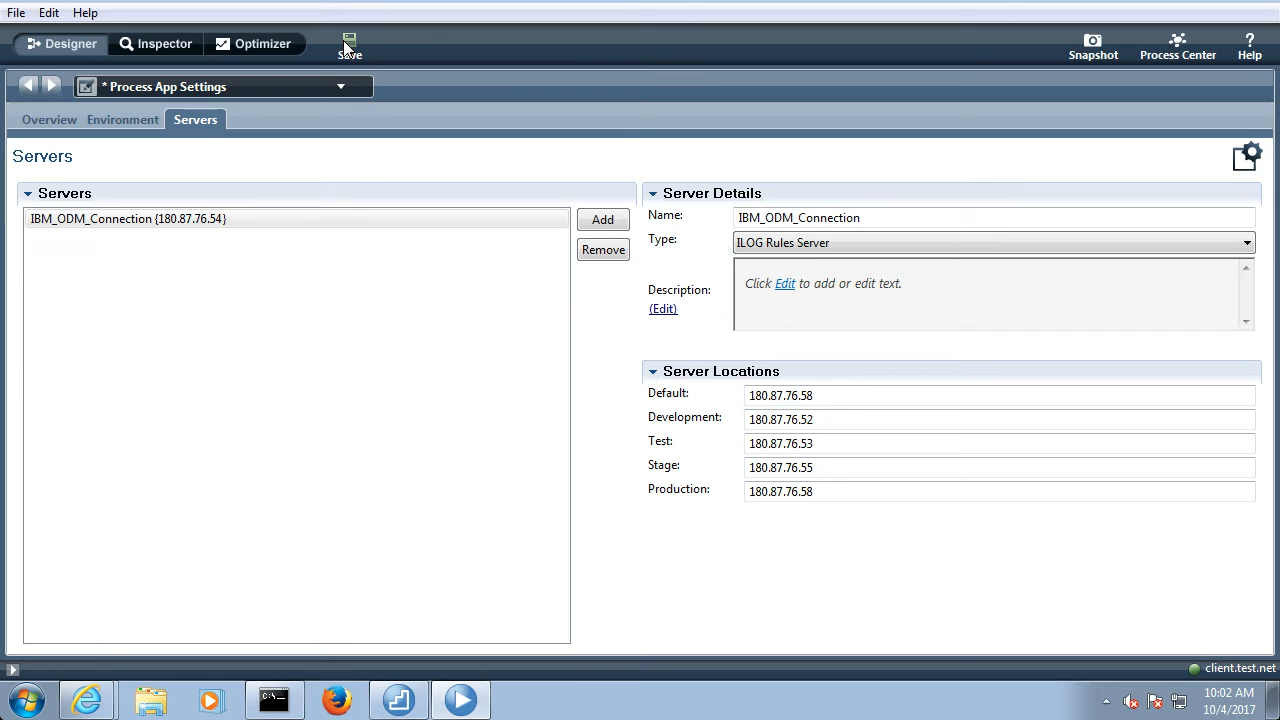 File Edit Help
Designer Inspector Optimizer Save Snapshot Process Center Help
* Process App Settings
Overview Environment Servers
Servers
Servers
IBM_ODM_Connection {180.87.76.54}
Add
Remove
Server Details
Name: IBM_ODM_Connection
Type: ILOG Rules Server
Description: Click Edit to add or edit text.
(Edit)
Server Locations
Default: 180.87.76.58
Development: 180.87.76.52
Test: 180.87.76.53
Stage: 180.87.76.55
Production: 180.87.76.58
client.test.net
C:\
10:02 AM
10/4/2017